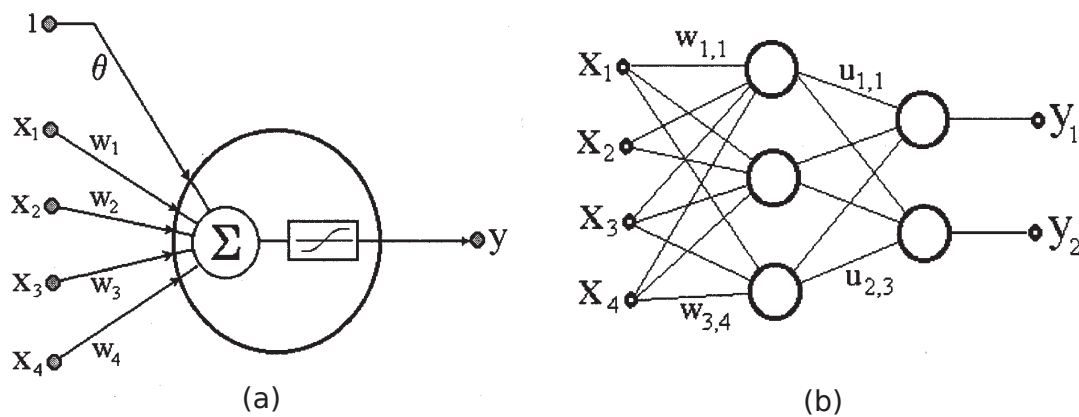 1
θ
x₁
w₁
x₂
w₂
x₃
w₃
x₄
w₄
Σ
y
(a)
x₁
x₂
x₃
x₄
w₁,₁
w₃,₄
u₁,₁
u₂,₃
y₁
y₂
(b)